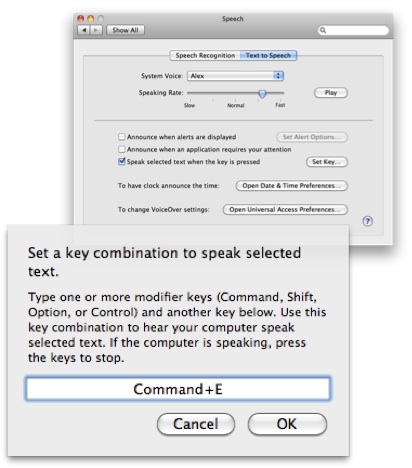 Speech
Show All
Speech Recognition Text to Speech
System Voice: Alex
Speaking Rate: Play
Slow Normal Fast
Announce when alerts are displayed Set Alert Options...
Announce when an application requires your attention
Speak selected text when the key is pressed Set Key...
To have clock announce the time: Open Date & Time Preferences...
To change VoiceOver settings: Open Universal Access Preferences...
?
Set a key combination to speak selected
text.
Type one or more modifier keys (Command, Shift,
Option, or Control) and another key below. Use this
key combination to hear your computer speak
selected text. If the computer is speaking, press
the keys to stop.
Command+E
Cancel OK